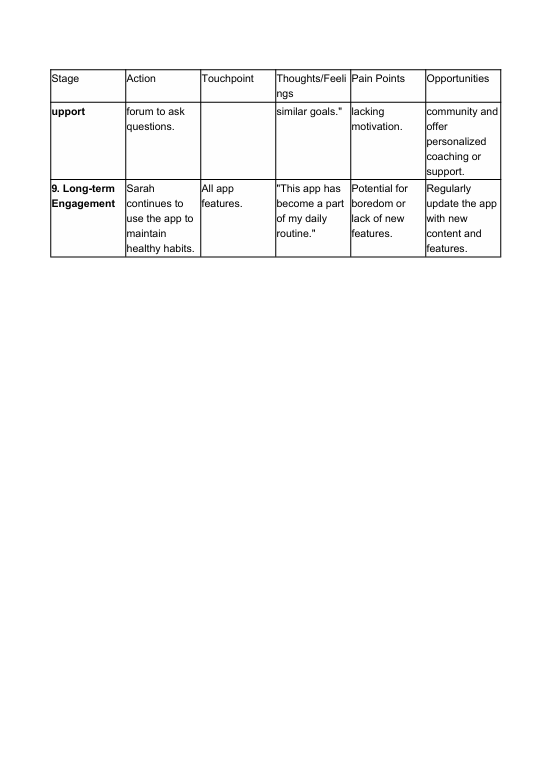 Stage Action Touchpoint Thoughts/Feeli Pain Points Opportunities
ngs
upport forum to ask similar goals." lacking community and
questions. motivation. offer
personalized
coaching or
support.
9. Long-term Sarah All app "This app has Potential for Regularly
Engagement continues to features. become a part boredom or update the app
use the app to of my daily lack of new with new
maintain routine." features. content and
healthy habits. features.